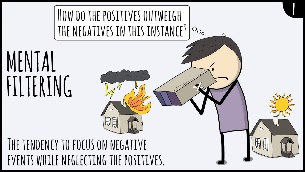 HOW DO THE POSITIVES OUTWEIGH
THE NEGATIVES IN THIS INSTANCE?
1
MENTAL
FILTERING
THE TENDENCY TO FOCUS ON NEGATIVE
EVENTS WHILE NEGLECTING THE POSITIVES.